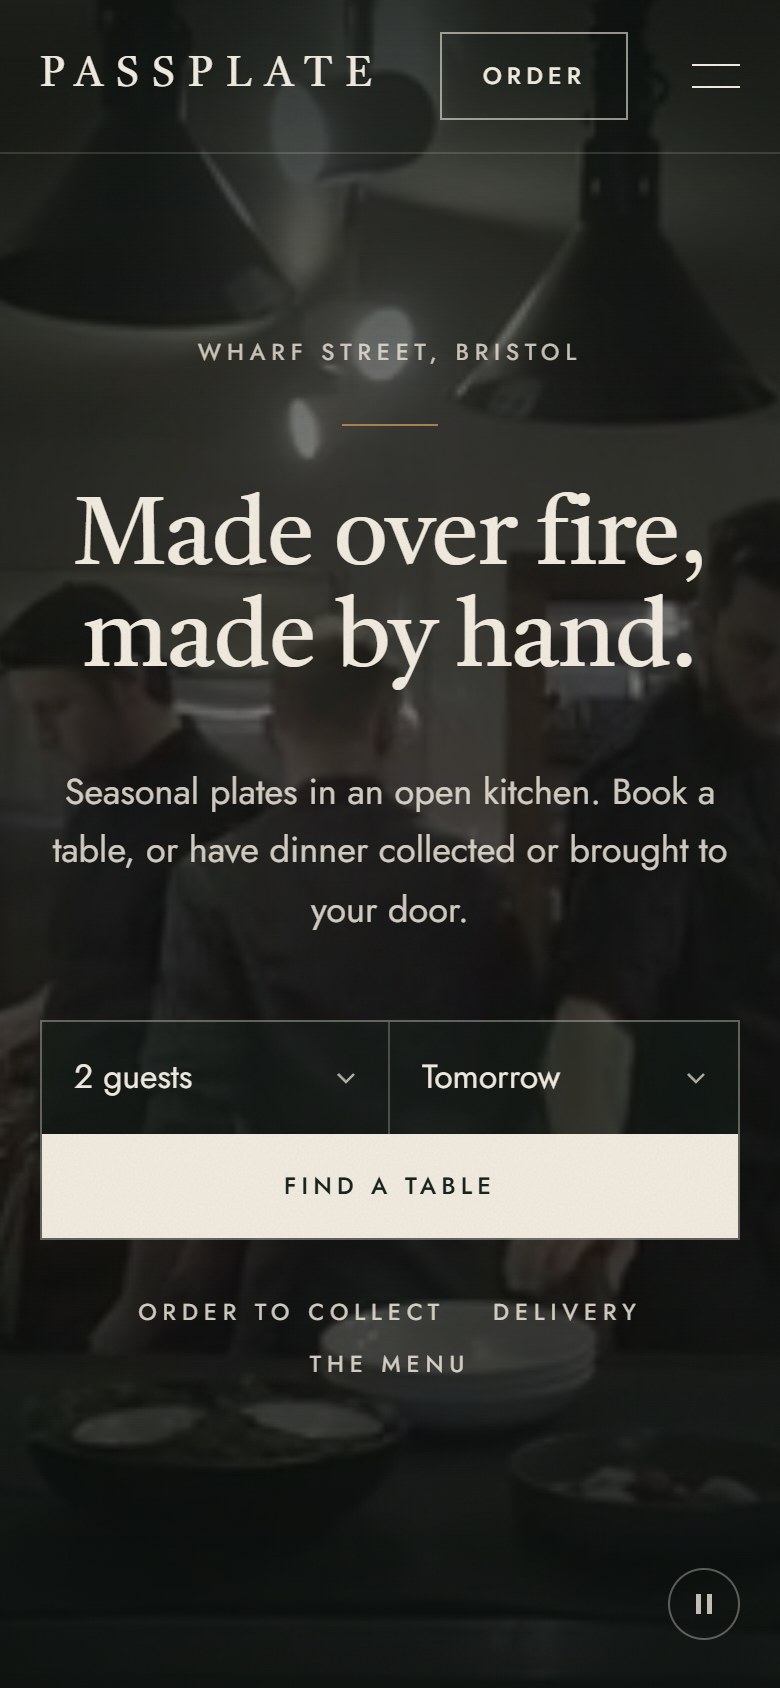 PASSPLATE
ORDER
WHARF STREET, BRISTOL
Made over fire,
made by hand.
Seasonal plates in an open kitchen. Book a
table, or have dinner collected or brought to
your door.
2 guests
Tomorrow
FIND A TABLE
ORDER TO COLLECT DELIVERY
THE MENU